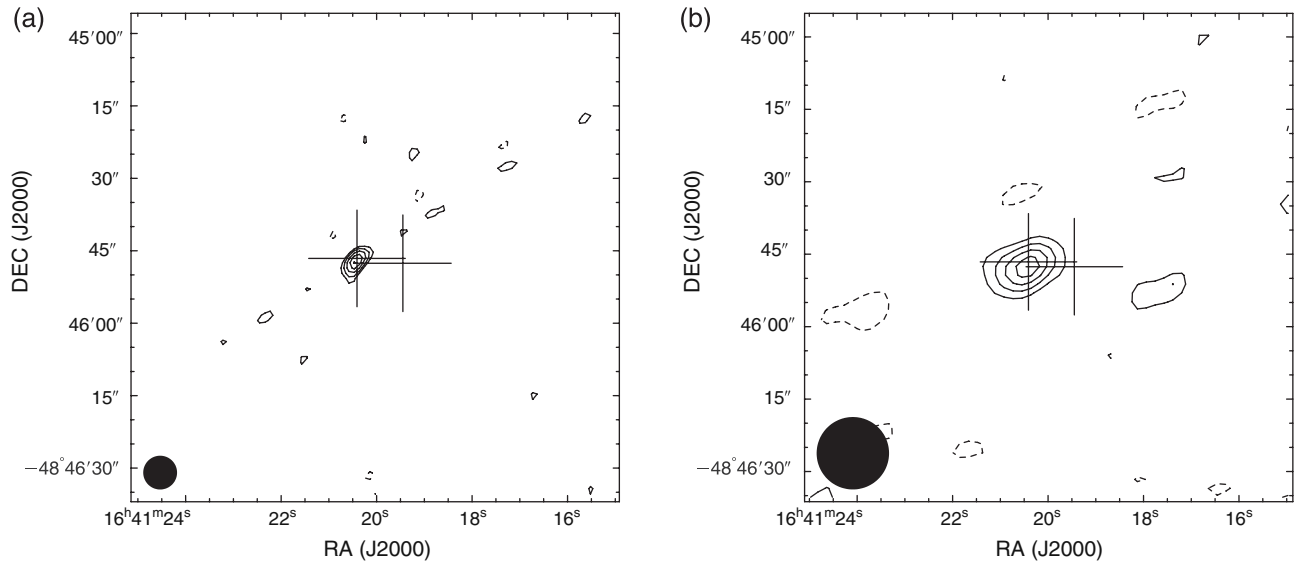 (a)
45′00″
15″
30″
45″
46′00″
15″
−48°46′30″
DEC (J2000)
16ʰ41ᵐ24ˢ
22ˢ
20ˢ
18ˢ
16ˢ
RA (J2000)
(b)
45′00″
15″
30″
45″
46′00″
15″
−48°46′30″
DEC (J2000)
16ʰ41ᵐ24ˢ
22ˢ
20ˢ
18ˢ
16ˢ
RA (J2000)